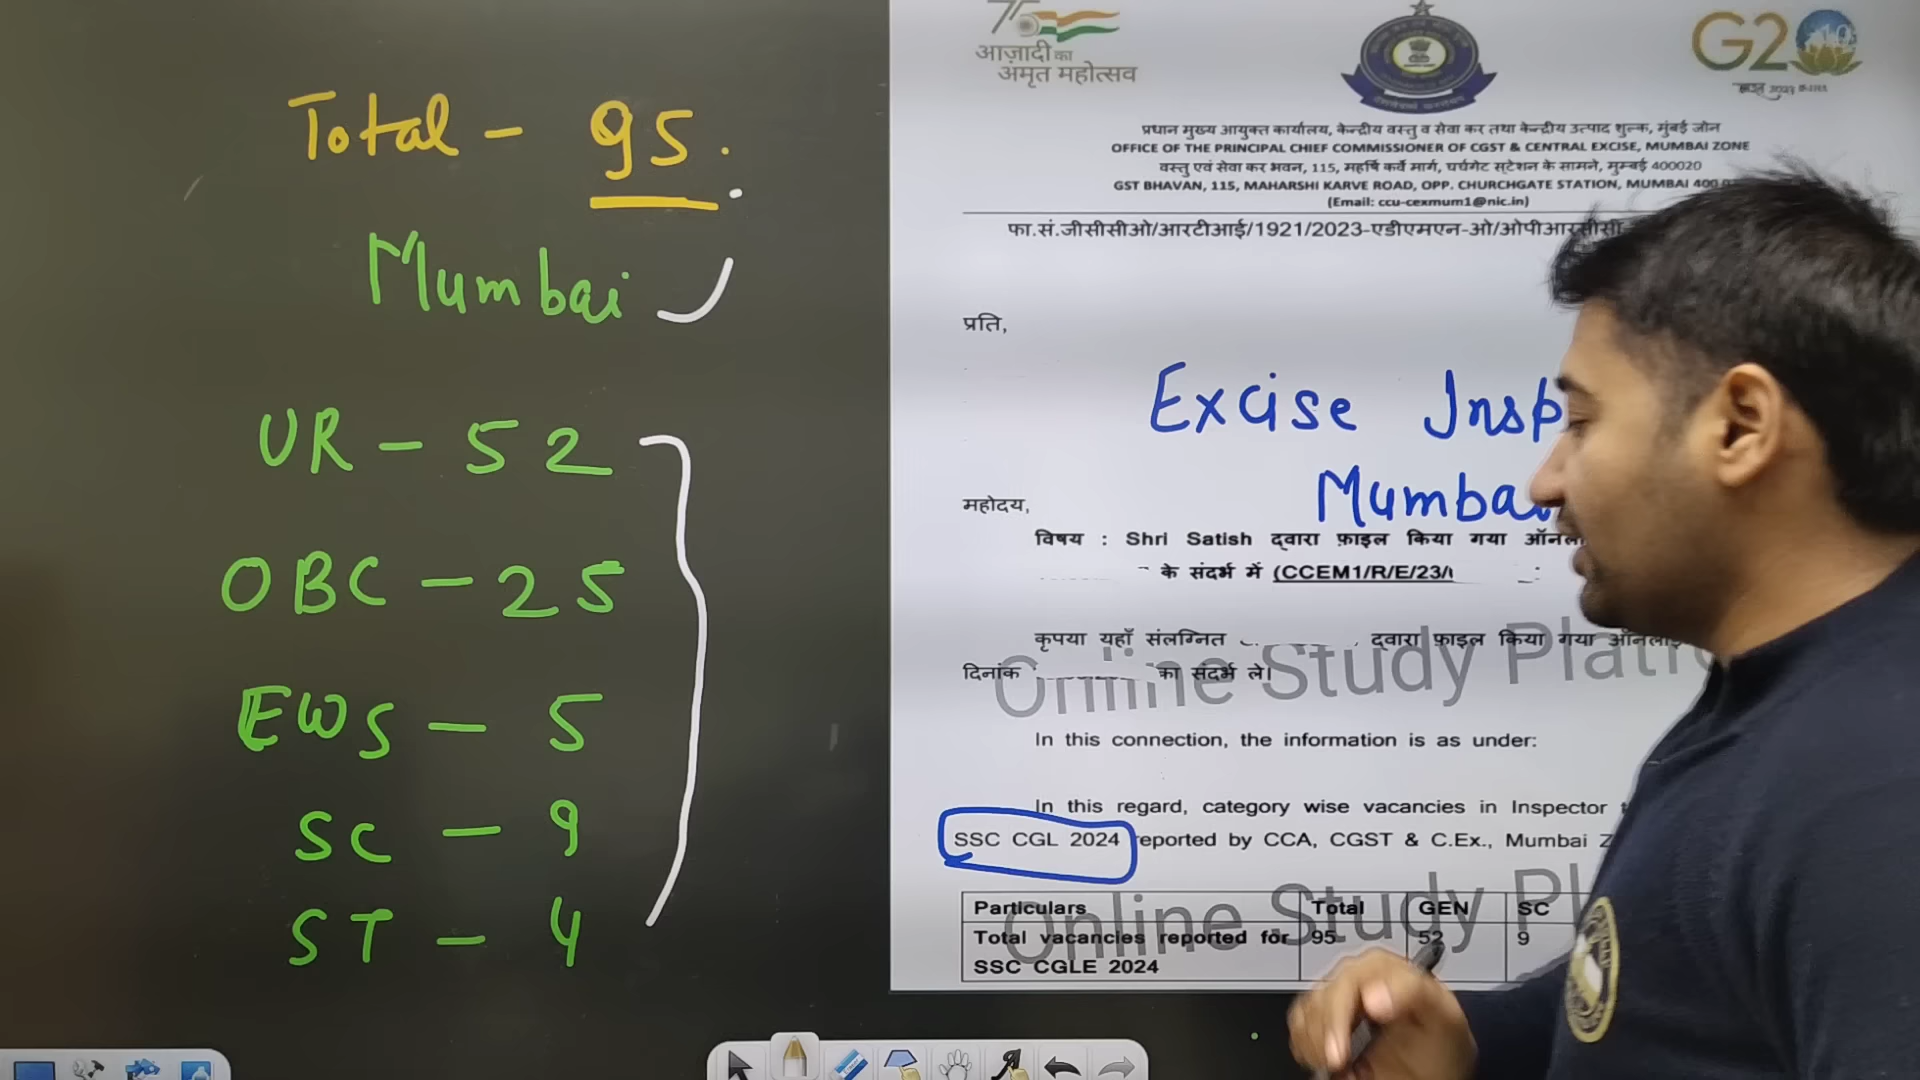 Total - 95.
Mumbai
UR - 52
OBC - 25
EWS - 5
SC - 9
ST - 4
75
आज़ादी का
अमृत महोत्सव
G20
प्रधान मुख्य आयुक्त कार्यालय, केन्द्रीय वस्तु व सेवा कर तथा केन्द्रीय उत्पाद शुल्क, मुंबई ज़ोन
OFFICE OF THE PRINCIPAL CHIEF COMMISSIONER OF CGST & CENTRAL EXCISE, MUMBAI ZONE
वस्तु एवं सेवा कर भवन, 115, महर्षि कर्वे मार्ग, चर्चगेट स्टेशन के सामने, मुम्बई 400020
GST BHAVAN, 115, MAHARSHI KARVE ROAD, OPP. CHURCHGATE STATION, MUMBAI 400
(Email: ccu-cexmum1@nic.in)
फा.सं.जीसीसीओ/आरटीआई/1921/2023-एडीएमएन-ओ/ओपीआरसीसी
प्रति,
Excise Insp
Mumbai
महोदय,
विषय : Shri Satish द्वारा फ़ाइल किया गया
के संदर्भ में (CCEM1/R/E/23/
कृपया यहाँ संलग्नित द्वारा फ़ाइल किया गया
दिनांक का संदर्भ ले।
Online Study Platfo
In this connection, the information is as under:
In this regard, category wise vacancies in Inspector
SSC CGL 2024 reported by CCA, CGST & C.Ex., Mumbai
Online Study Pl
Particulars Total GEN SC
Total vacancies reported for 95 52 9
SSC CGLE 2024